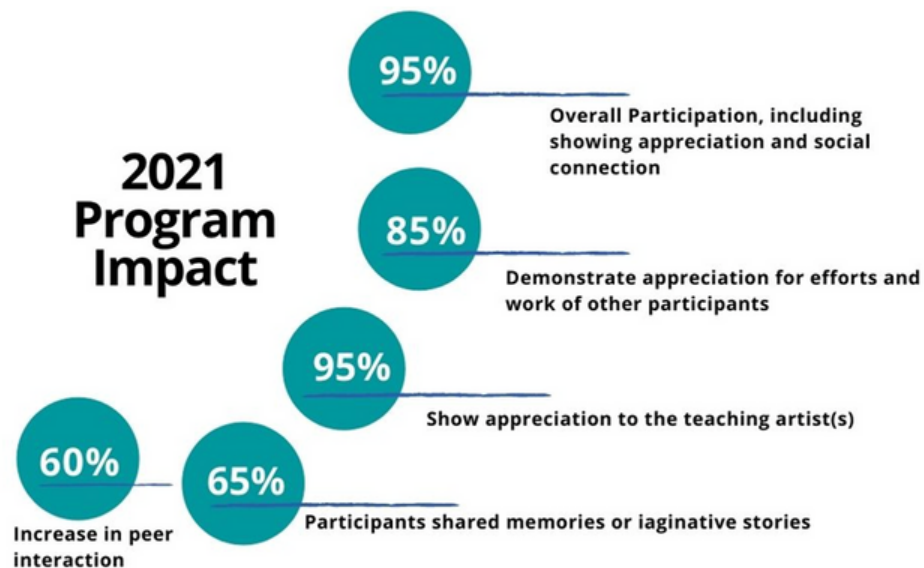 95%
Overall Participation, including
showing appreciation and social
connection
2021
Program
Impact
85%
Demonstrate appreciation for efforts and
work of other participants
95%
Show appreciation to the teaching artist(s)
60%
Increase in peer
interaction
65%
Participants shared memories or iaginative stories